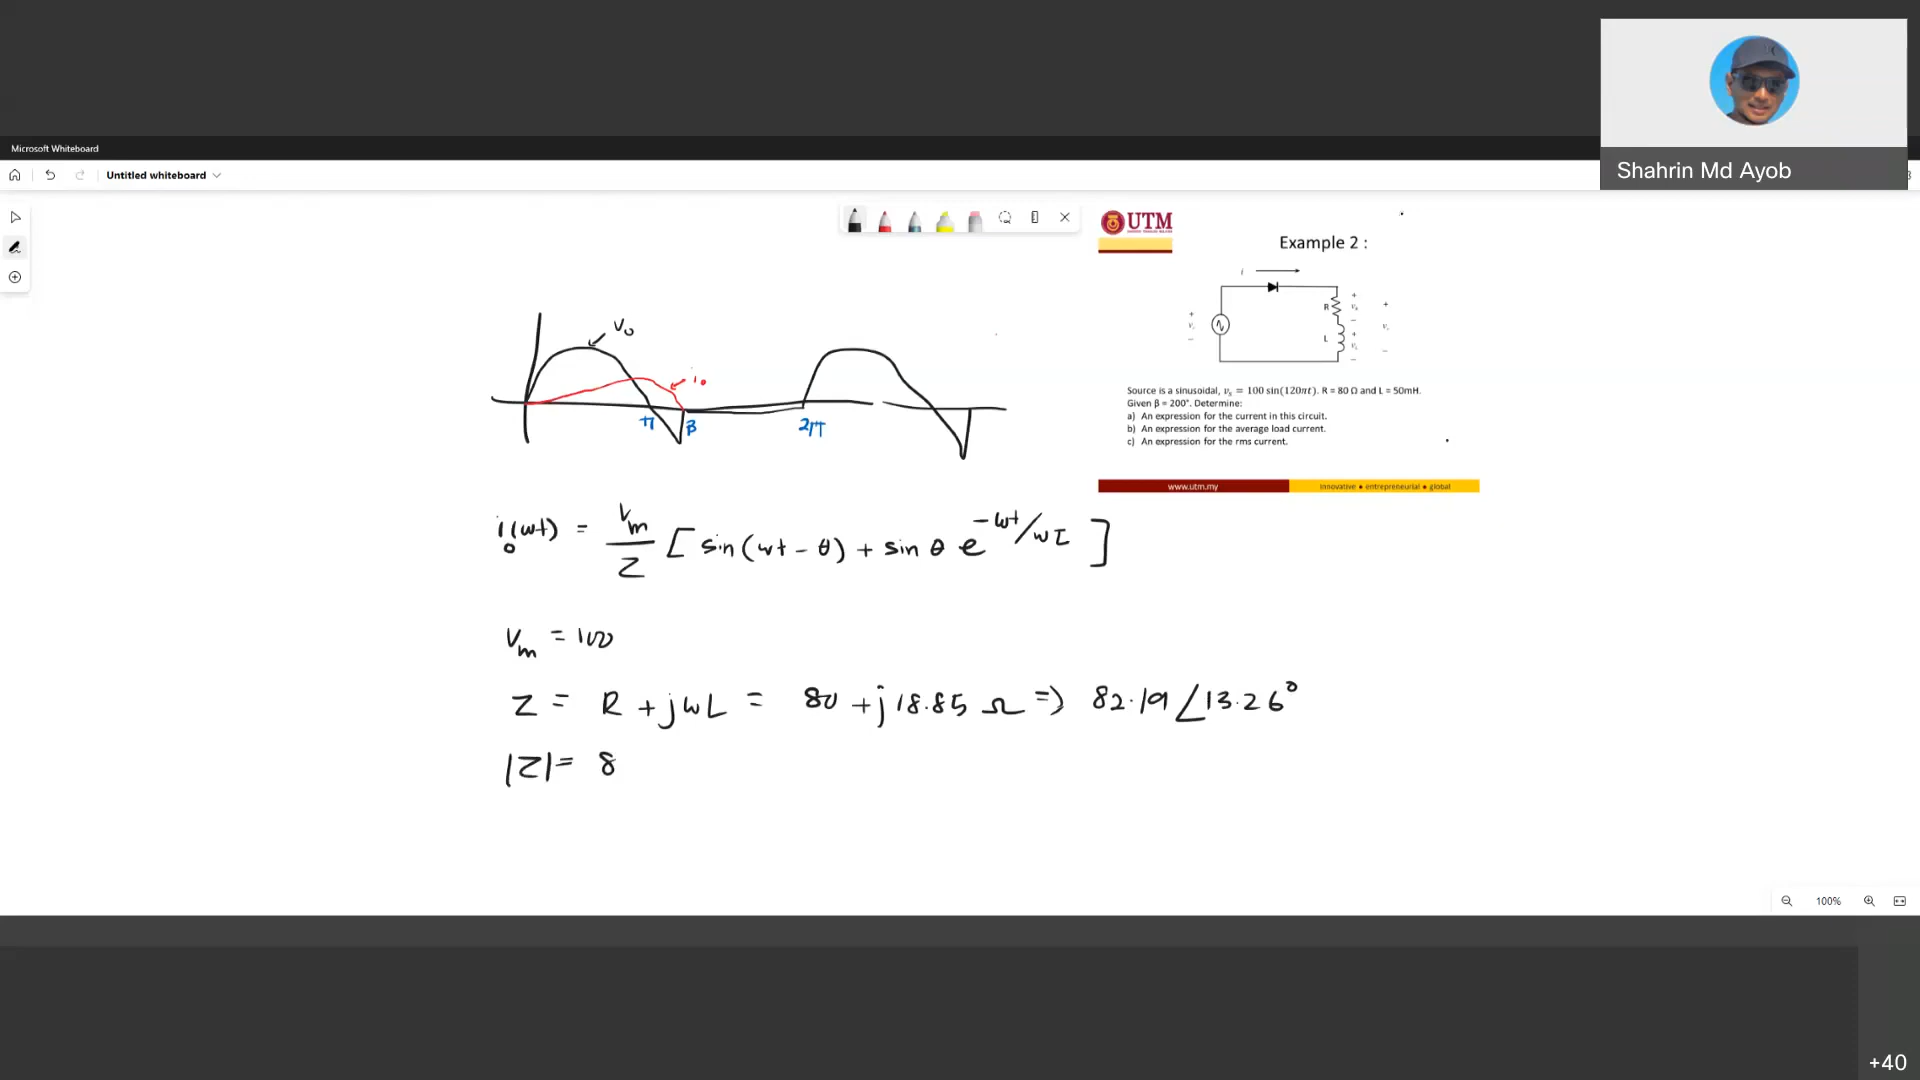 Shahrin Md Ayob
Microsoft Whiteboard
Untitled whiteboard
UTM
Example 2 :
i
R
L
Source is a sinusoidal, vₛ = 100 sin(120πt). R = 80 Ω and L = 50mH.
Given β = 200°. Determine:
a) An expression for the current in this circuit.
b) An expression for the average load current.
c) An expression for the rms current.
www.utm.my
innovative ● entrepreneurial ● global
v₀
i₀
π β 2π
i₀(ωt) = Vm/Z [ sin(ωt - θ) + sin θ e^(-ωt/ωτ) ]
Vm = 100
Z = R + jωL = 80 + j18.85 Ω => 82.19 ∠13.26°
|Z| = 8
100%
+40